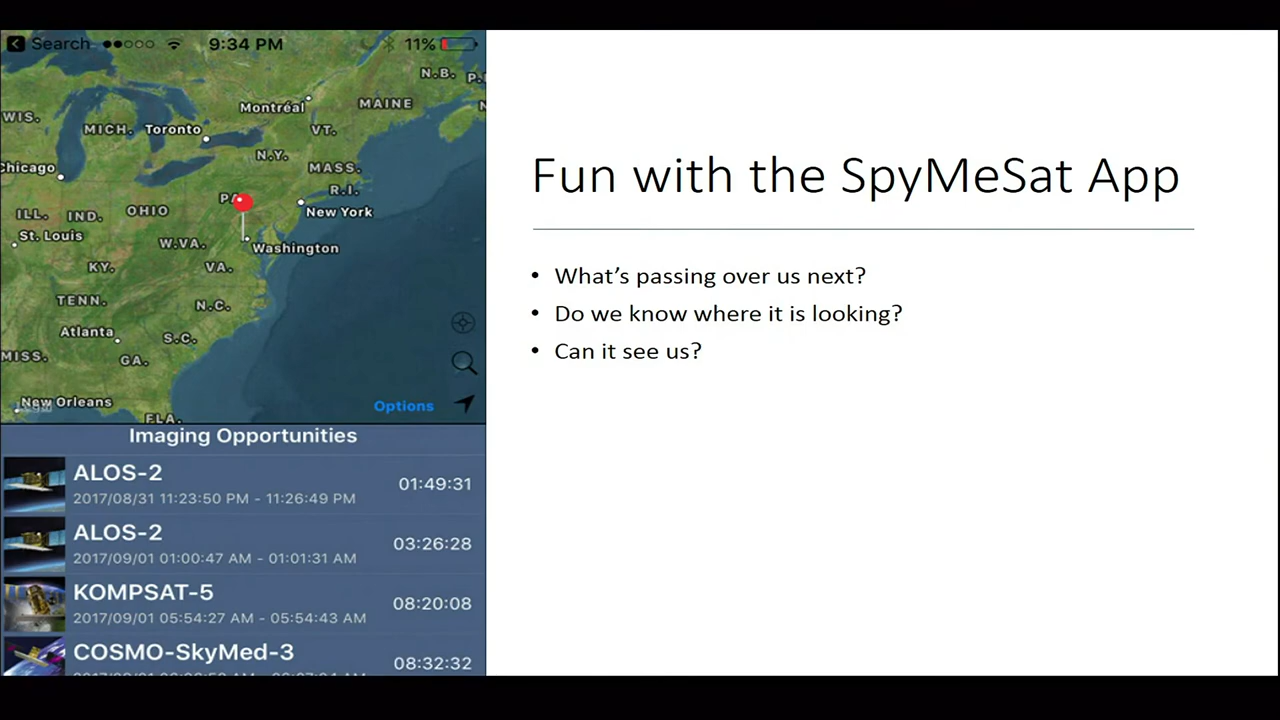 Search 9:34 PM 11%
N.B. P.
Montréal MAINE
WIS.
MICH. Toronto VT.
N.Y.
Chicago MASS.
PA R.I.
ILL. IND. OHIO New York
St. Louis
W.VA. Washington
KY. VA.
TENN. N.C.
Atlanta S.C.
MISS. GA.
New Orleans
FLA.
Options
Imaging Opportunities
ALOS-2
2017/08/31 11:23:50 PM - 11:26:49 PM 01:49:31
ALOS-2
2017/09/01 01:00:47 AM - 01:01:31 AM 03:26:28
KOMPSAT-5
2017/09/01 05:54:27 AM - 05:54:43 AM 08:20:08
COSMO-SkyMed-3
08:32:32
Fun with the SpyMeSat App
• What's passing over us next?
• Do we know where it is looking?
• Can it see us?